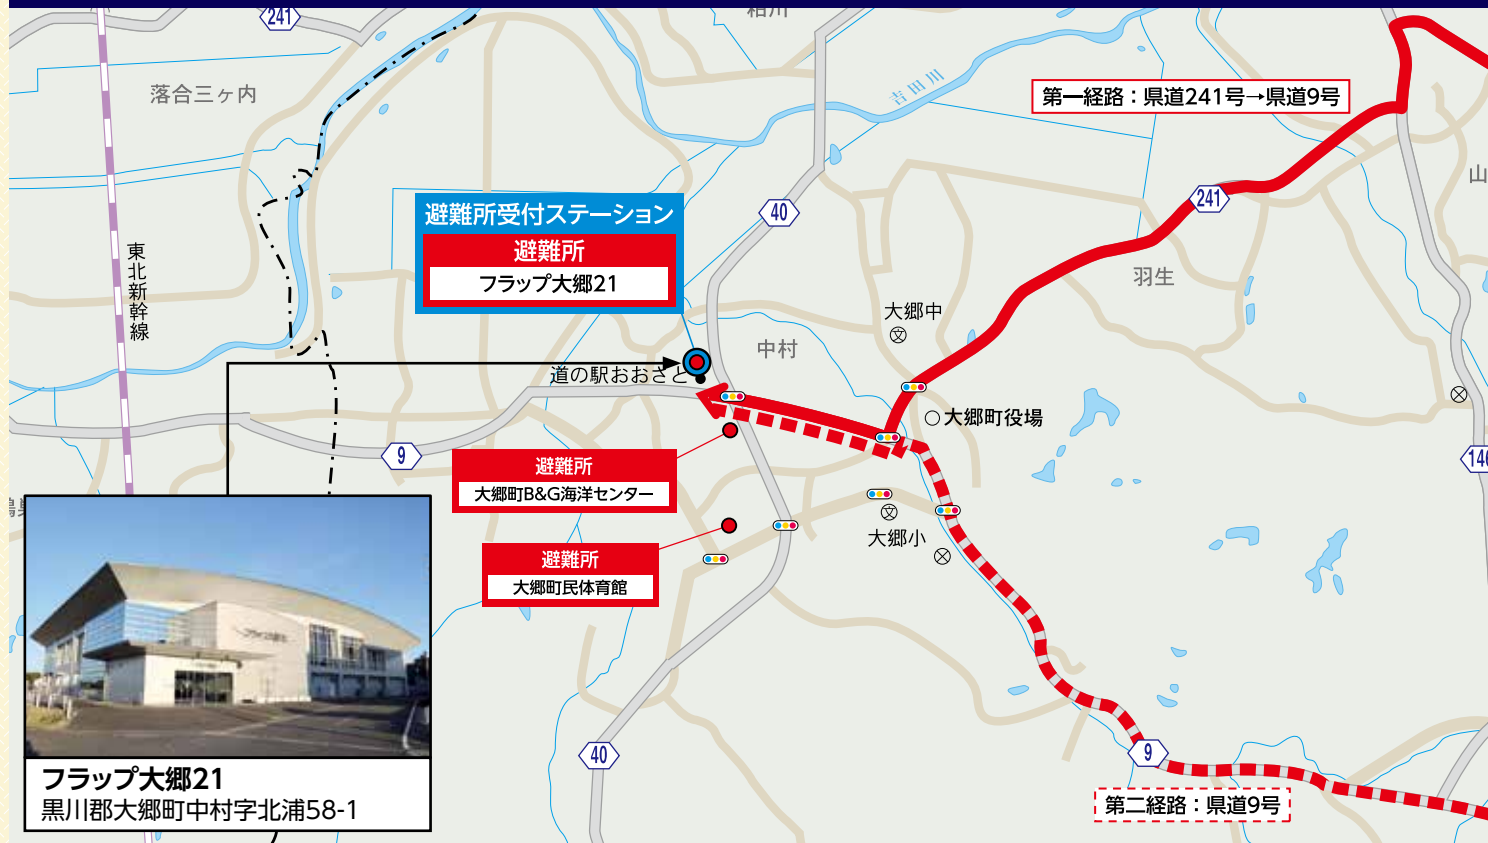 241
落合三ヶ内
吉田川
第一経路：県道241号→県道9号
241
40
避難所受付ステーション
避難所
フラップ大郷21
東北新幹線
羽生
大郷中
中村
道の駅おおさと
大郷町役場
9
146
避難所
大郷町B&G海洋センター
大郷小
避難所
大郷町民体育館
40
9
第二経路：県道9号
フラップ大郷21
黒川郡大郷町中村字北浦58-1